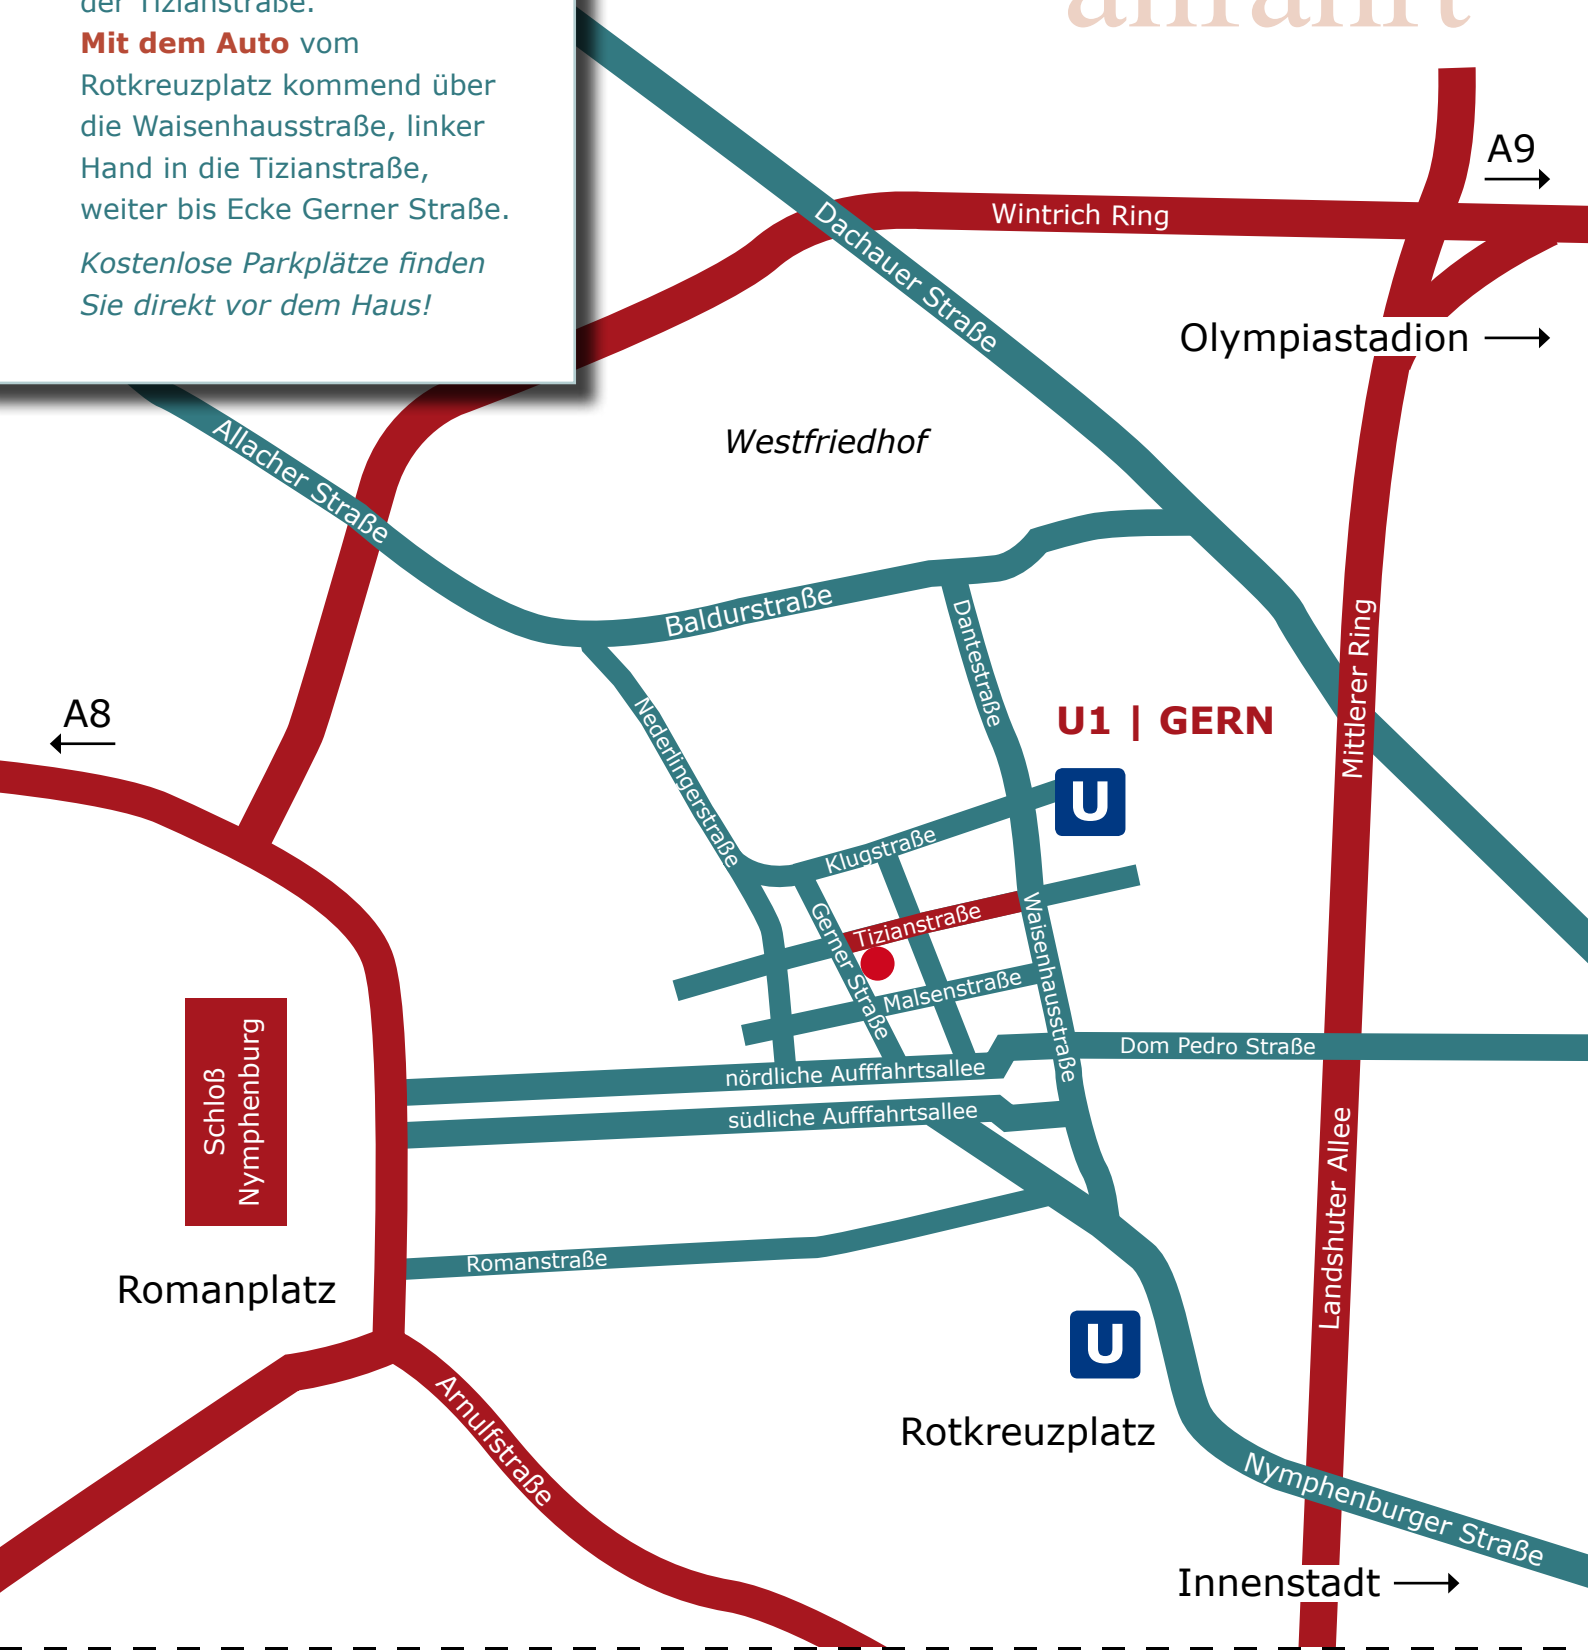 anfahrt
der Tizianstraße.
Mit dem Auto vom
Rotkreuzplatz kommend über
die Waisenhausstraße, linker
Hand in die Tizianstraße,
weiter bis Ecke Gerner Straße.
Kostenlose Parkplätze finden
Sie direkt vor dem Haus!
A9
Wintrich Ring
Dachauer Straße
Olympiastadion
Allacher Straße
Westfriedhof
Baldurstraße
Dantestraße
Mittlerer Ring
A8
U1 | GERN
U
Nederlingerstraße
Klugstraße
Tizianstraße
Gerner Straße
Waisenhausstraße
Malsenstraße
Schloß
Nymphenburg
Dom Pedro Straße
nördliche Aufffahrtsallee
südliche Aufffahrtsallee
Landshuter Allee
Romanstraße
Romanplatz
U
Arnulfstraße
Rotkreuzplatz
Nymphenburger Straße
Innenstadt